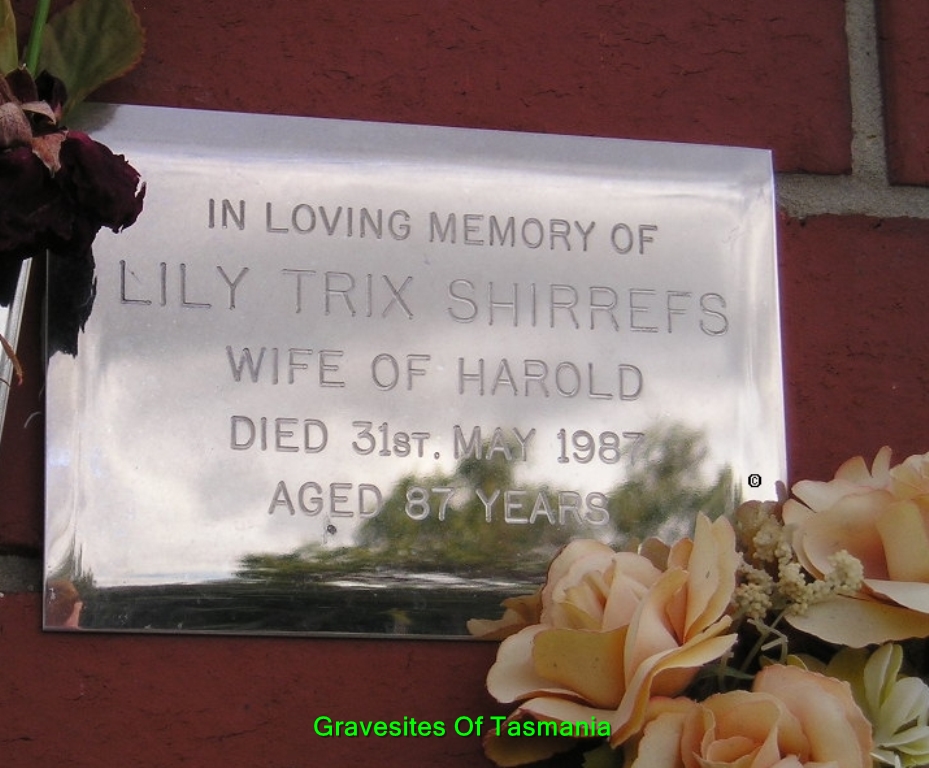 IN LOVING MEMORY OF
LILY TRIX SHIRREFS
WIFE OF HAROLD
DIED 31ST. MAY 1987
AGED 87 YEARS
©
Gravesites Of Tasmania